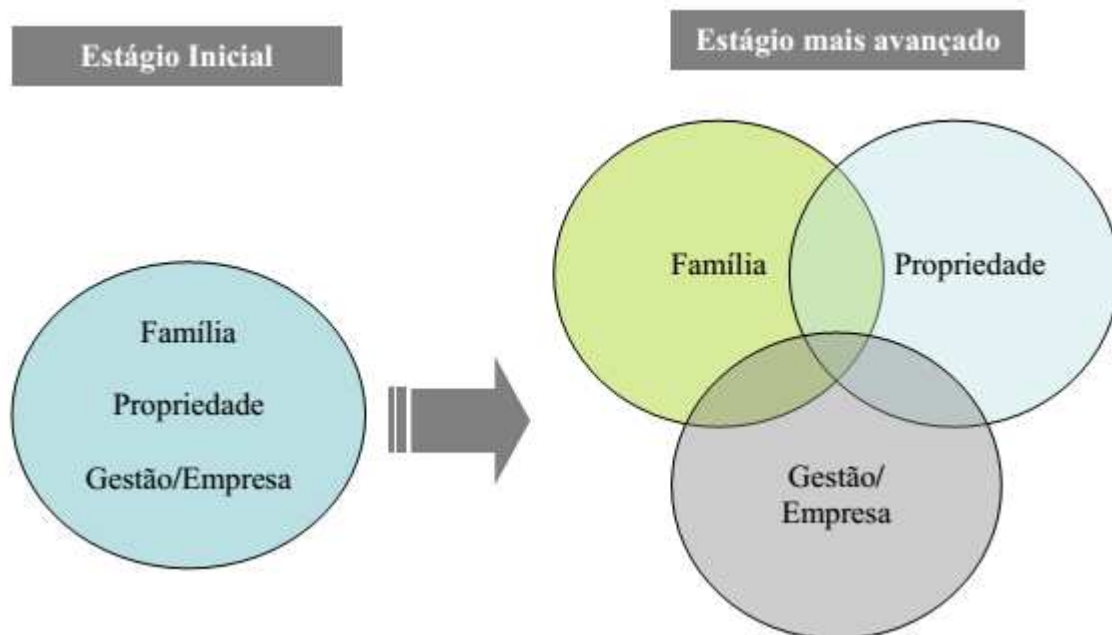 Estágio Inicial
Estágio mais avançado
Família
Propriedade
Gestão/Empresa
Família
Propriedade
Gestão/
Empresa